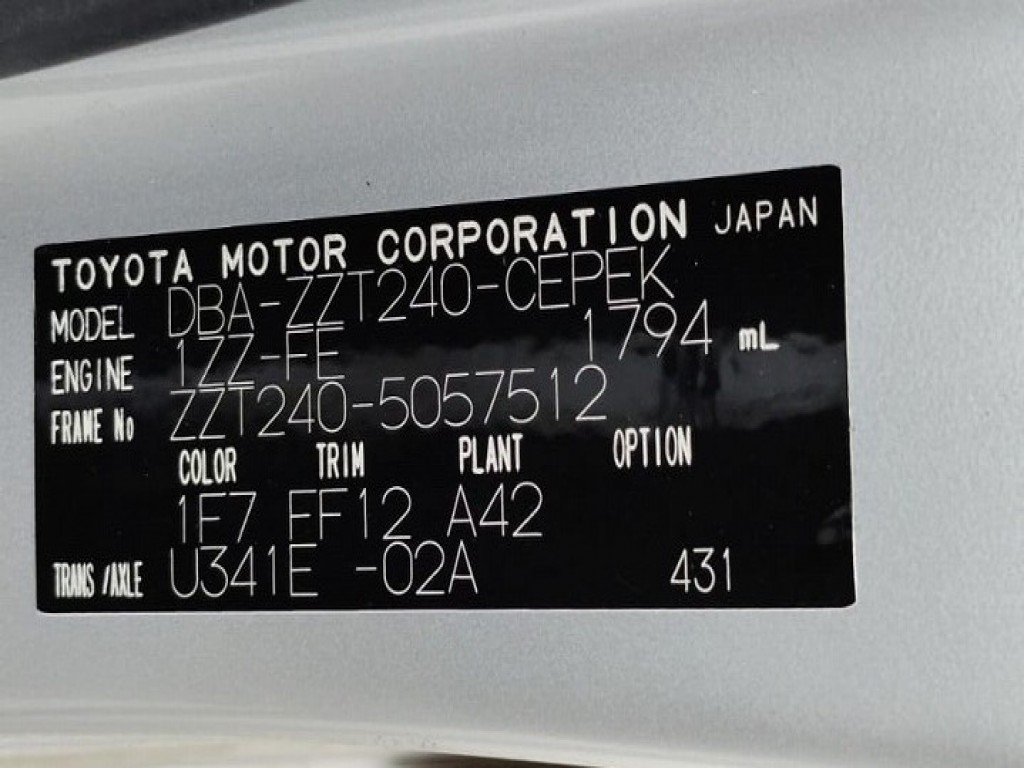 TOYOTA MOTOR CORPORATION JAPAN
MODEL DBA-ZZT240-CEPEK
ENGINE 1ZZ-FE 1794 mL
FRAME No ZZT240-5057512
COLOR TRIM PLANT OPTION
1F7 FF12 A42
TRANS/AXLE U341E -02A 431